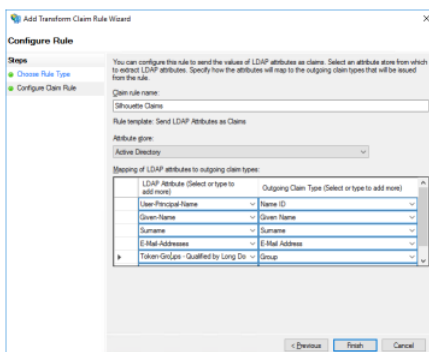 Add Transform Claim Rule Wizard
Configure Rule
Steps
Choose Rule Type
Configure Claim Rule
You can configure this rule to send the values of LDAP attributes as claims. Select an attribute store from which
to extract LDAP attributes. Specify how the attributes will map to the outgoing claim types that will be issued
from the rule.
Claim rule name:
Silhouette Claims
Rule template: Send LDAP Attributes as Claims
Attribute store:
Active Directory
Mapping of LDAP attributes to outgoing claim types:
LDAP Attribute (Select or type to
add more)
Outgoing Claim Type (Select or type to add more)
User-Principal-Name
Name ID
Given-Name
Given Name
Surname
Surname
E-Mail-Addresses
E-Mail Address
Token-Groups - Qualified by Long Do
Group
< Previous
Finish
Cancel